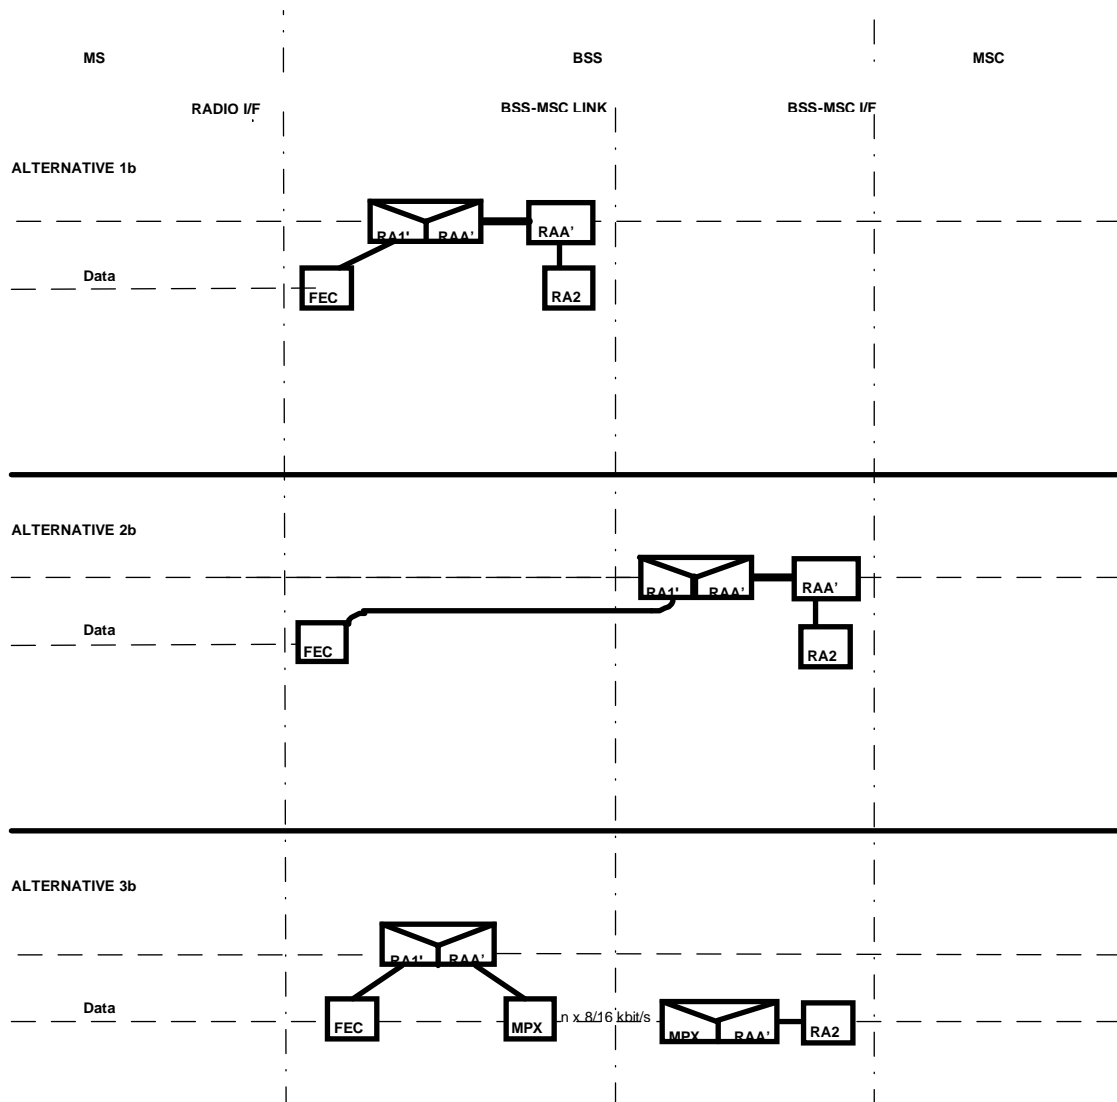 MS BSS MSC
RADIO I/F BSS-MSC LINK BSS-MSC I/F
ALTERNATIVE 1b
RA1' RAA' RAA'
Data
FEC RA2
ALTERNATIVE 2b
RA1' RAA' RAA'
Data
FEC RA2
ALTERNATIVE 3b
RA1' RAA'
Data
FEC MPX n x 8/16 kbit/s MPX RAA' RA2